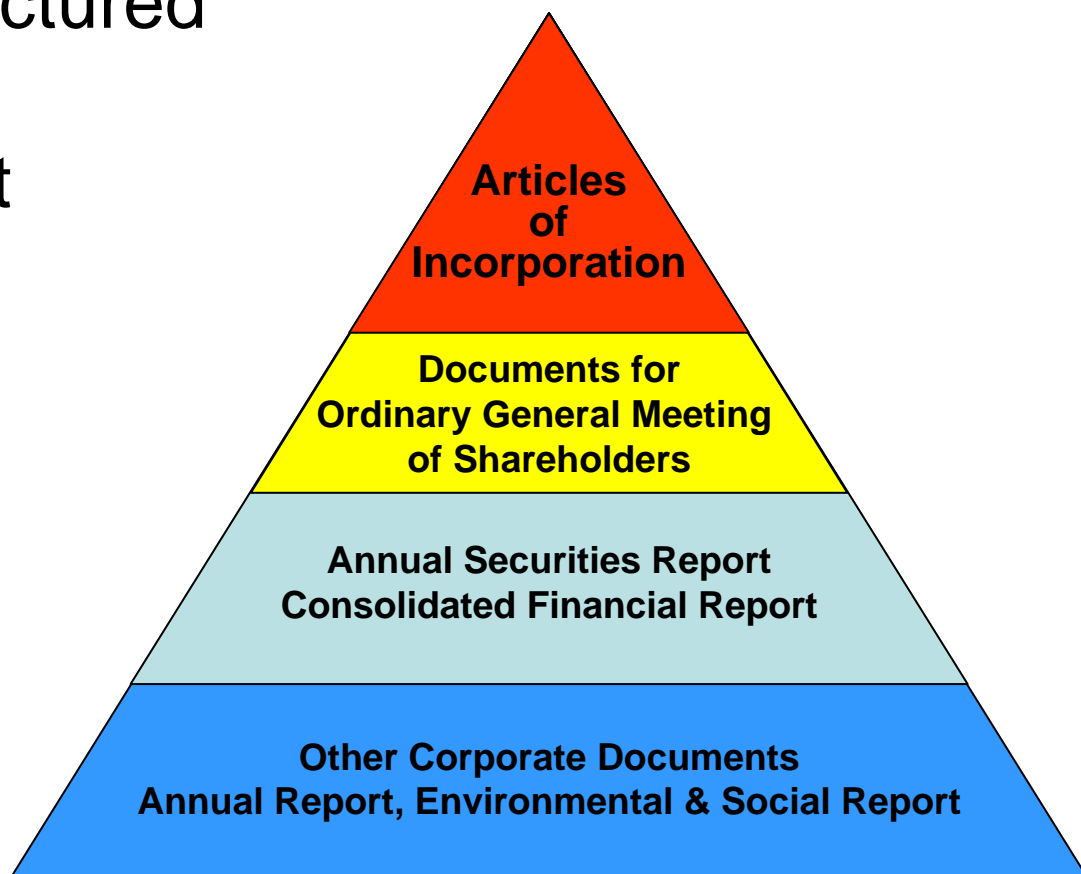 Articles
of
Incorporation
Documents for
Ordinary General Meeting
of Shareholders
Annual Securities Report
Consolidated Financial Report
Other Corporate Documents
Annual Report, Environmental & Social Report